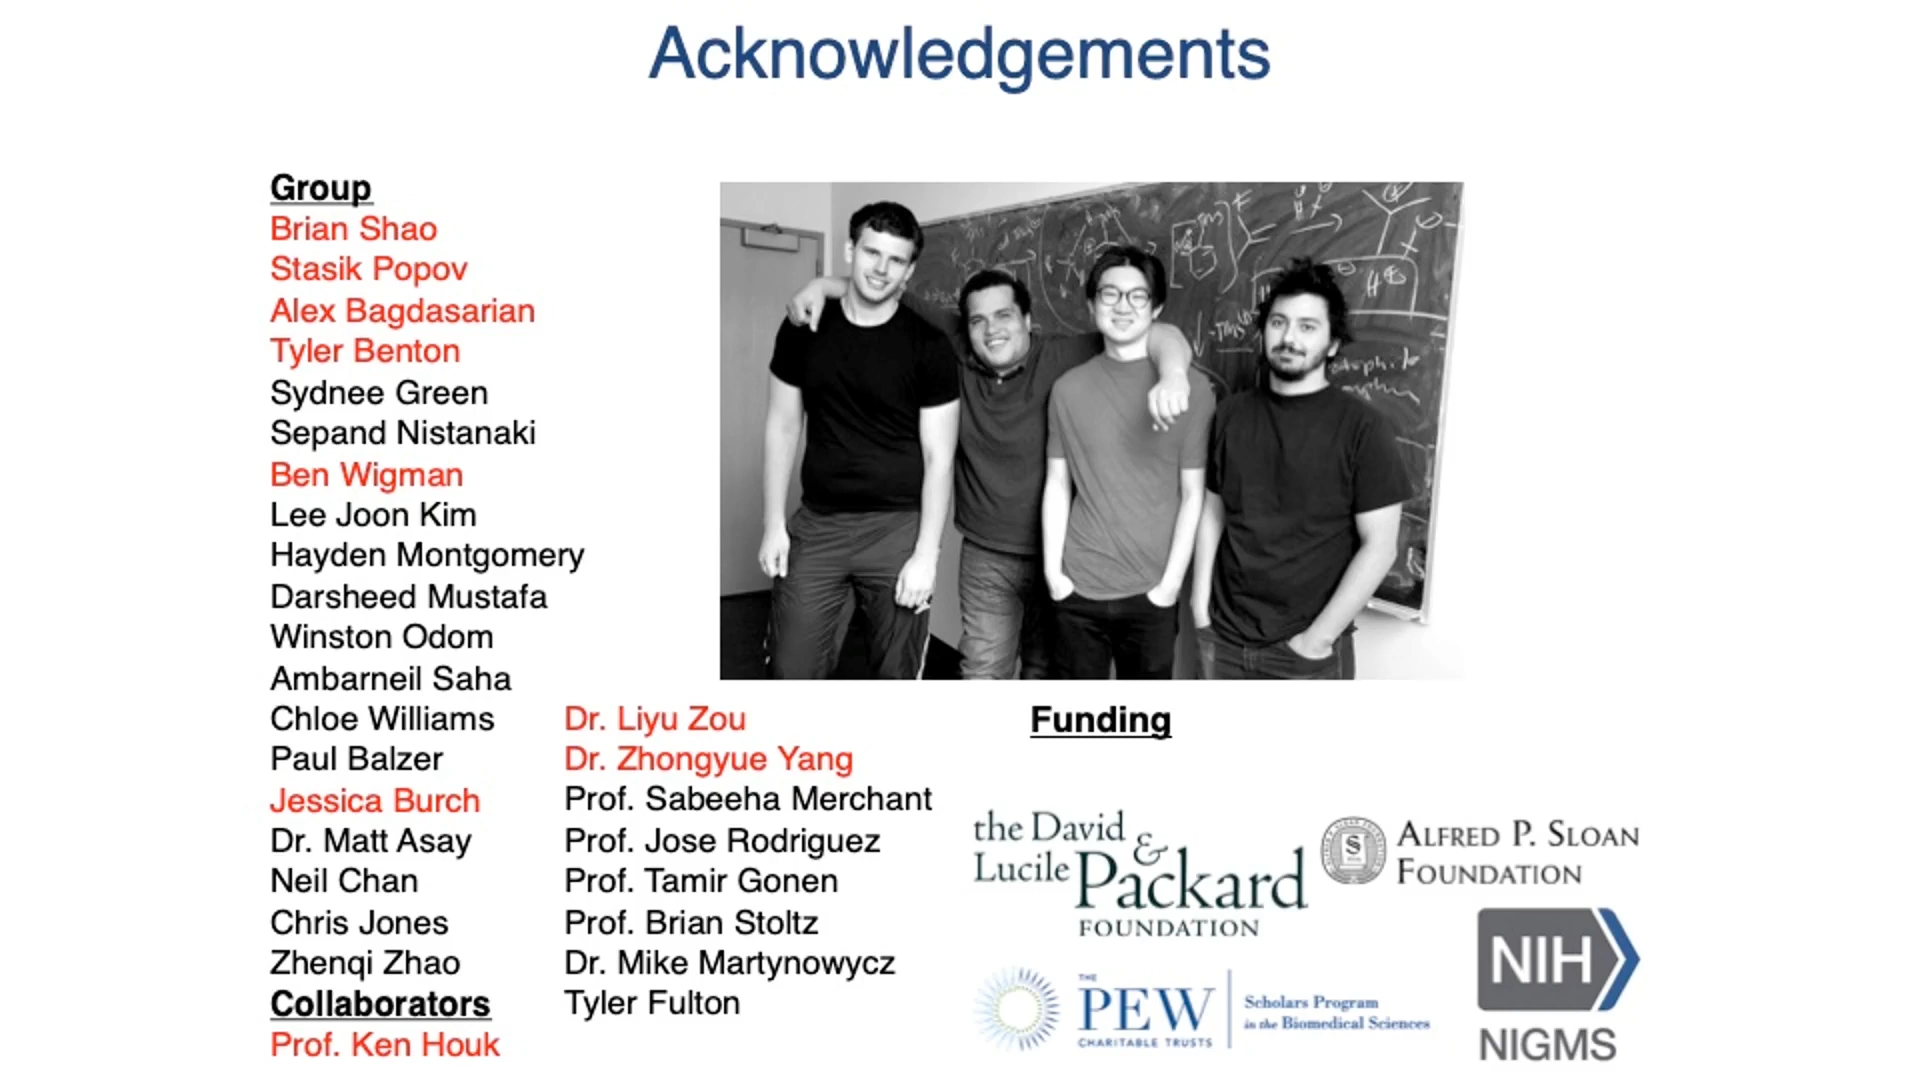 Acknowledgements
Group
Brian Shao
Stasik Popov
Alex Bagdasarian
Tyler Benton
Sydnee Green
Sepand Nistanaki
Ben Wigman
Lee Joon Kim
Hayden Montgomery
Darsheed Mustafa
Winston Odom
Ambarneil Saha
Chloe Williams
Paul Balzer
Jessica Burch
Dr. Matt Asay
Neil Chan
Chris Jones
Zhenqi Zhao
Collaborators
Prof. Ken Houk
Dr. Liyu Zou
Dr. Zhongyue Yang
Prof. Sabeeha Merchant
Prof. Jose Rodriguez
Prof. Tamir Gonen
Prof. Brian Stoltz
Dr. Mike Martynowycz
Tyler Fulton
Funding
the David &
Lucile Packard
FOUNDATION
ALFRED P. SLOAN
FOUNDATION
THE
PEW
CHARITABLE TRUSTS
Scholars Program
in the Biomedical Sciences
NIH
NIGMS